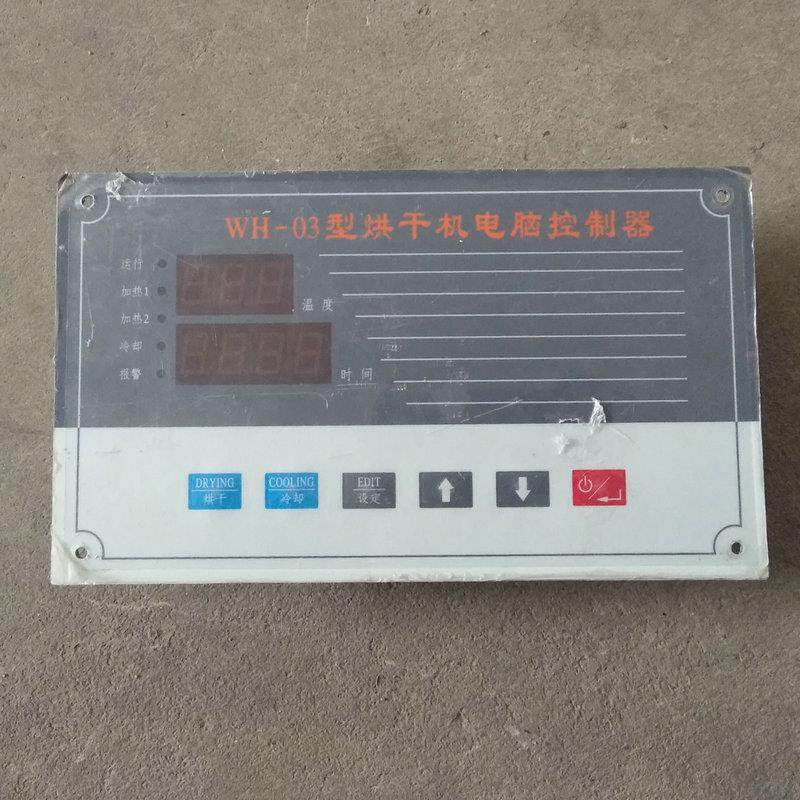 WH-03型烘干机电脑控制器
运行
加热1
温度
加热2
冷却
报警
时间
DRYING
烘干
COOLING
冷却
EDIT
设定